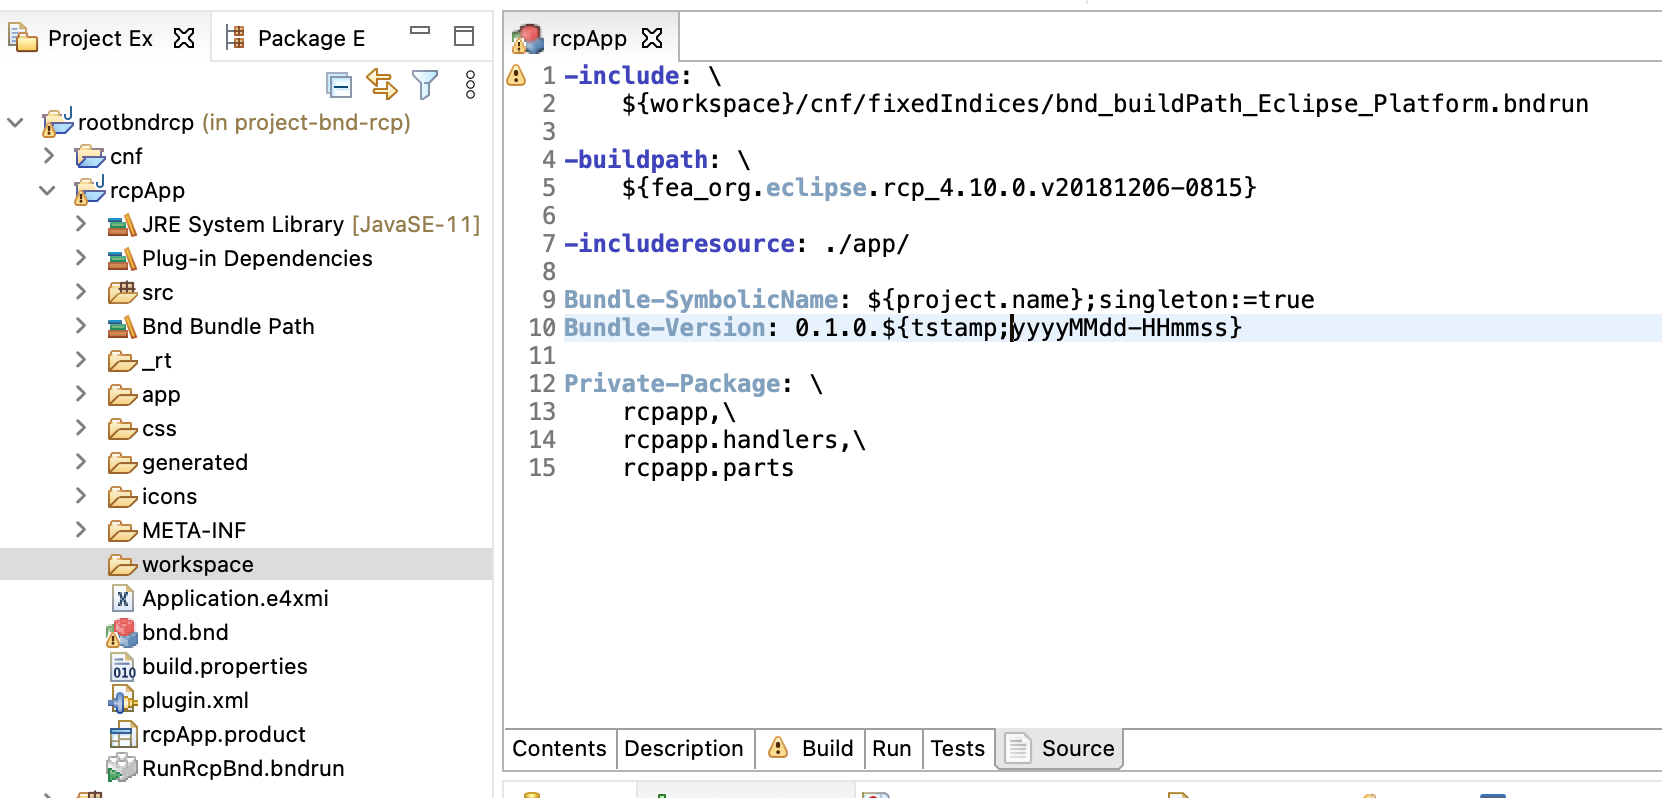 Project Ex
Package E
rootbndrcp (in project-bnd-rcp)
cnf
rcpApp
JRE System Library [JavaSE-11]
Plug-in Dependencies
src
Bnd Bundle Path
_rt
app
css
generated
icons
META-INF
workspace
Application.e4xmi
bnd.bnd
build.properties
plugin.xml
rcpApp.product
RunRcpBnd.bndrun
rcpApp
1 -include: \
2 ${workspace}/cnf/fixedIndices/bnd_buildPath_Eclipse_Platform.bndrun
3
4 -buildpath: \
5 ${fea_org.eclipse.rcp_4.10.0.v20181206-0815}
6
7 -includeresource: ./app/
8
9 Bundle-SymbolicName: ${project.name};singleton:=true
10 Bundle-Version: 0.1.0.${tstamp;yyyyMMdd-HHmmss}
11
12 Private-Package: \
13 rcpapp,\
14 rcpapp.handlers,\
15 rcpapp.parts
Contents Description Build Run Tests Source